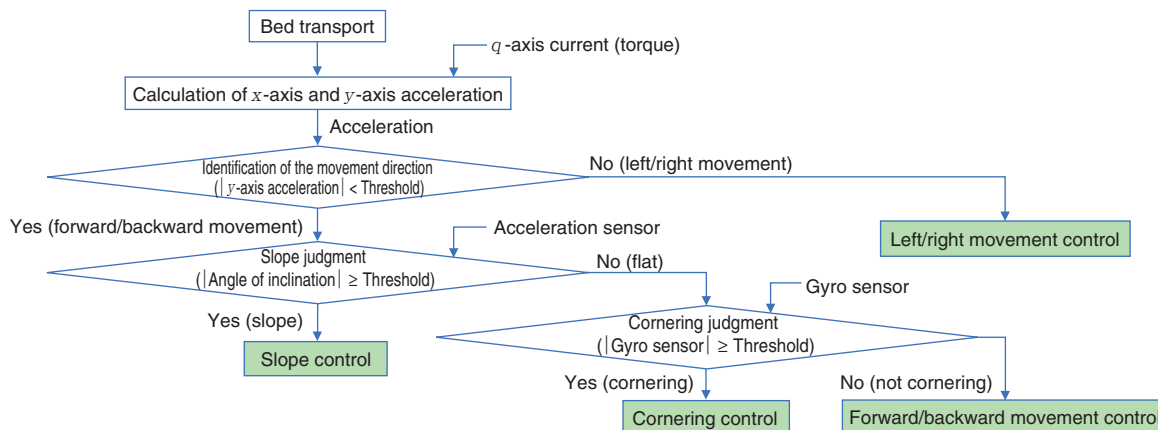 Bed transport
q-axis current (torque)
Calculation of x-axis and y-axis acceleration
Acceleration
Identification of the movement direction
(|y-axis acceleration| < Threshold)
No (left/right movement)
Yes (forward/backward movement)
Acceleration sensor
Left/right movement control
Slope judgment
(|Angle of inclination| ≥ Threshold)
No (flat)
Gyro sensor
Yes (slope)
Cornering judgment
(|Gyro sensor| ≥ Threshold)
Slope control
Yes (cornering)
No (not cornering)
Cornering control
Forward/backward movement control